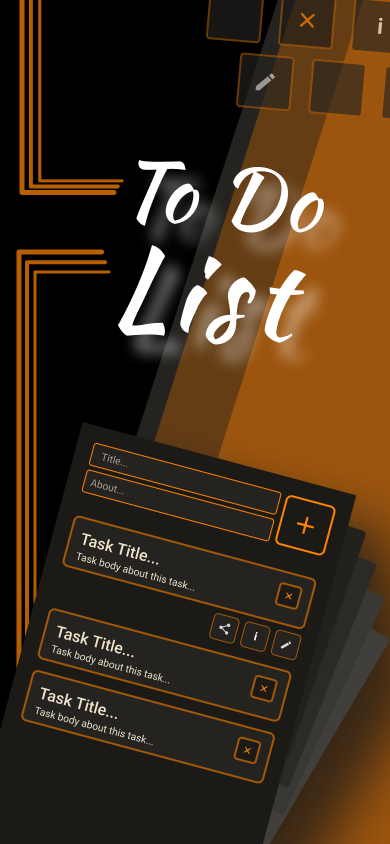 i
To Do
List
Title...
About...
+
Task Title...
Task body about this task...
×
i
Task Title...
Task body about this task...
×
Task Title...
Task body about this task...
×